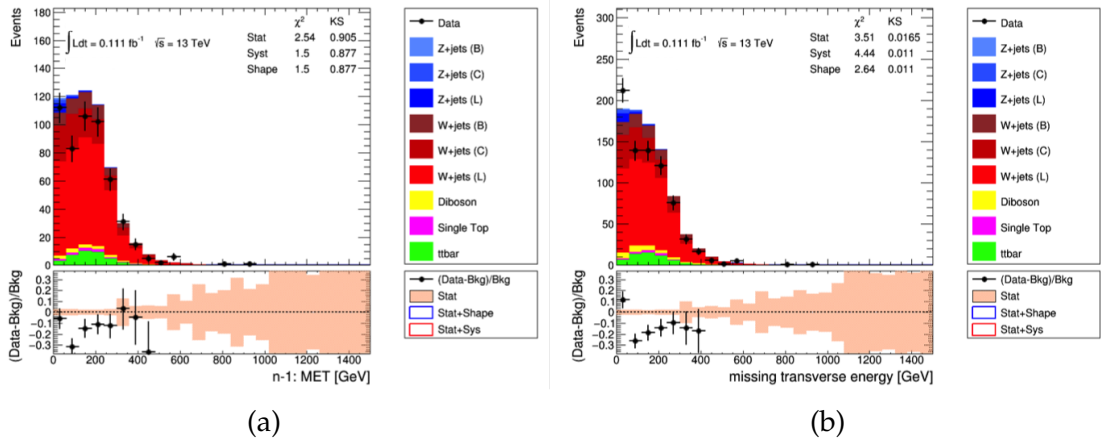 Events
180
160
140
120
100
80
60
40
20
0
∫ Ldt = 0.111 fb⁻¹ √s = 13 TeV
χ² KS
Stat 2.54 0.905
Syst 1.5 0.877
Shape 1.5 0.877
Data
Z+jets (B)
Z+jets (C)
Z+jets (L)
W+jets (B)
W+jets (C)
W+jets (L)
Diboson
Single Top
ttbar
(Data-Bkg)/Bkg
0.3
0.2
0.1
0
−0.1
−0.2
−0.3
0 200 400 600 800 1000 1200 1400
n-1: MET [GeV]
(Data-Bkg)/Bkg
Stat
Stat+Shape
Stat+Sys
(a)
Events
300
250
200
150
100
50
0
∫ Ldt = 0.111 fb⁻¹ √s = 13 TeV
χ² KS
Stat 3.51 0.0165
Syst 4.44 0.011
Shape 2.64 0.011
Data
Z+jets (B)
Z+jets (C)
Z+jets (L)
W+jets (B)
W+jets (C)
W+jets (L)
Diboson
Single Top
ttbar
(Data-Bkg)/Bkg
0.3
0.2
0.1
0
−0.1
−0.2
−0.3
0 200 400 600 800 1000 1200 1400
missing transverse energy [GeV]
(Data-Bkg)/Bkg
Stat
Stat+Shape
Stat+Sys
(b)